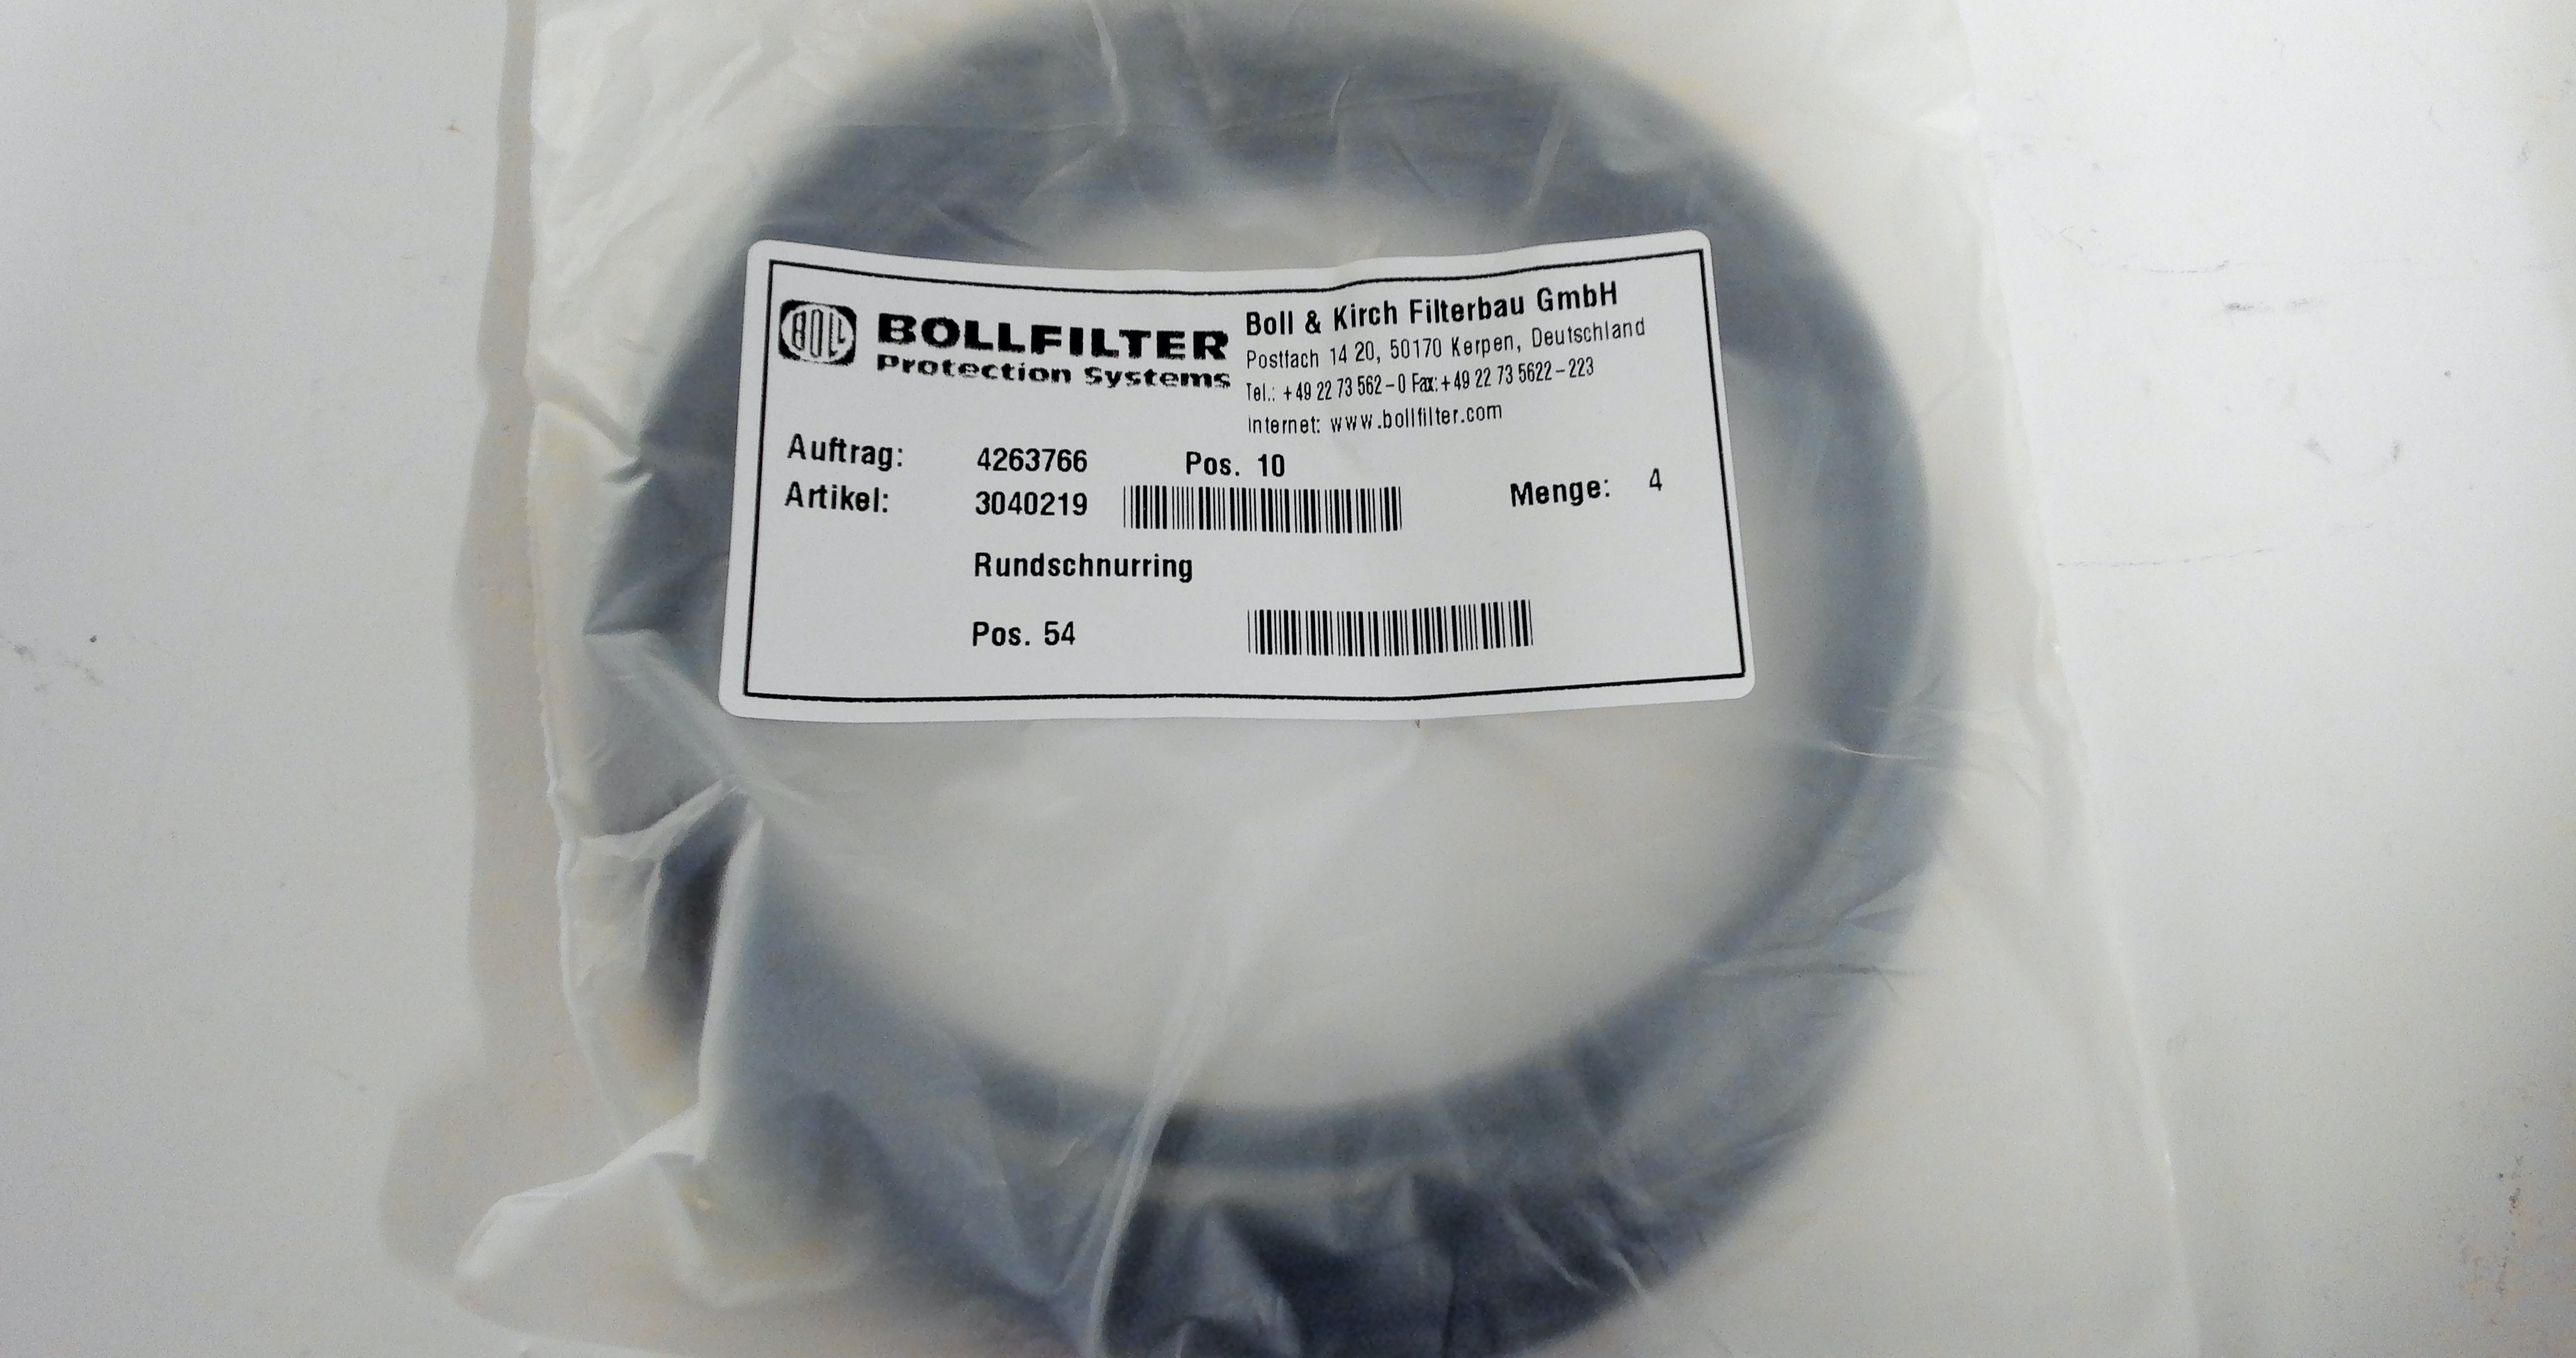 BOLL
BOLLFILTER
Protection Systems
Boll & Kirch Filterbau GmbH
Postfach 14 20, 50170 Kerpen, Deutschland
Tel.: +49 22 73 562-0 Fax: +49 22 73 5622-223
Internet: www.bollfilter.com
Auftrag: 4263766 Pos. 10
Artikel: 3040219 Menge: 4
Rundschnurring
Pos. 54